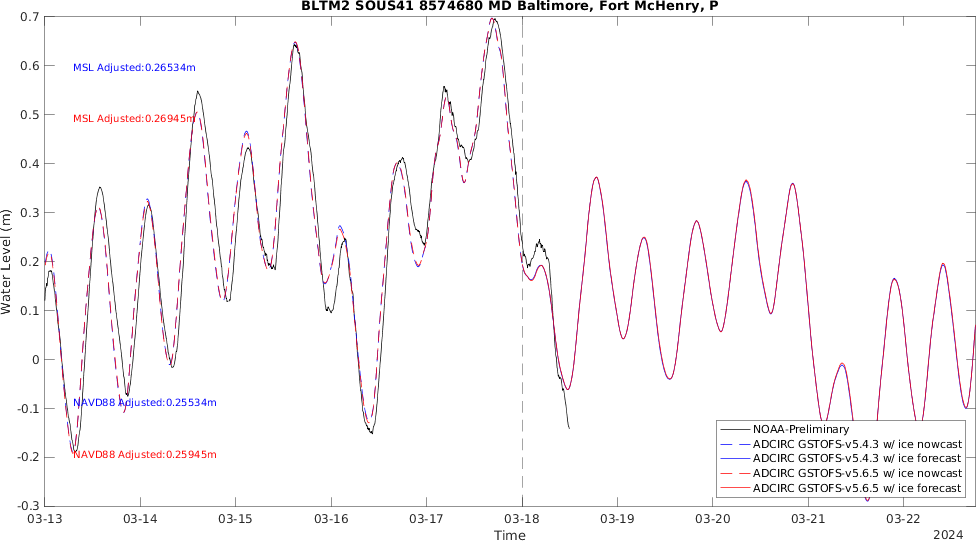 BLTM2 SOUS41 8574680 MD Baltimore, Fort McHenry, P
0.7
0.6
0.5
0.4
0.3
0.2
0.1
0
-0.1
-0.2
-0.3
Water Level (m)
MSL Adjusted:0.26534m
MSL Adjusted:0.26945m
NAVD88 Adjusted:0.25534m
NAVD88 Adjusted:0.25945m
NOAA-Preliminary
ADCIRC GSTOFS-v5.4.3 w/ ice nowcast
ADCIRC GSTOFS-v5.4.3 w/ ice forecast
ADCIRC GSTOFS-v5.6.5 w/ ice nowcast
ADCIRC GSTOFS-v5.6.5 w/ ice forecast
03-13 03-14 03-15 03-16 03-17 03-18 03-19 03-20 03-21 03-22
Time
2024